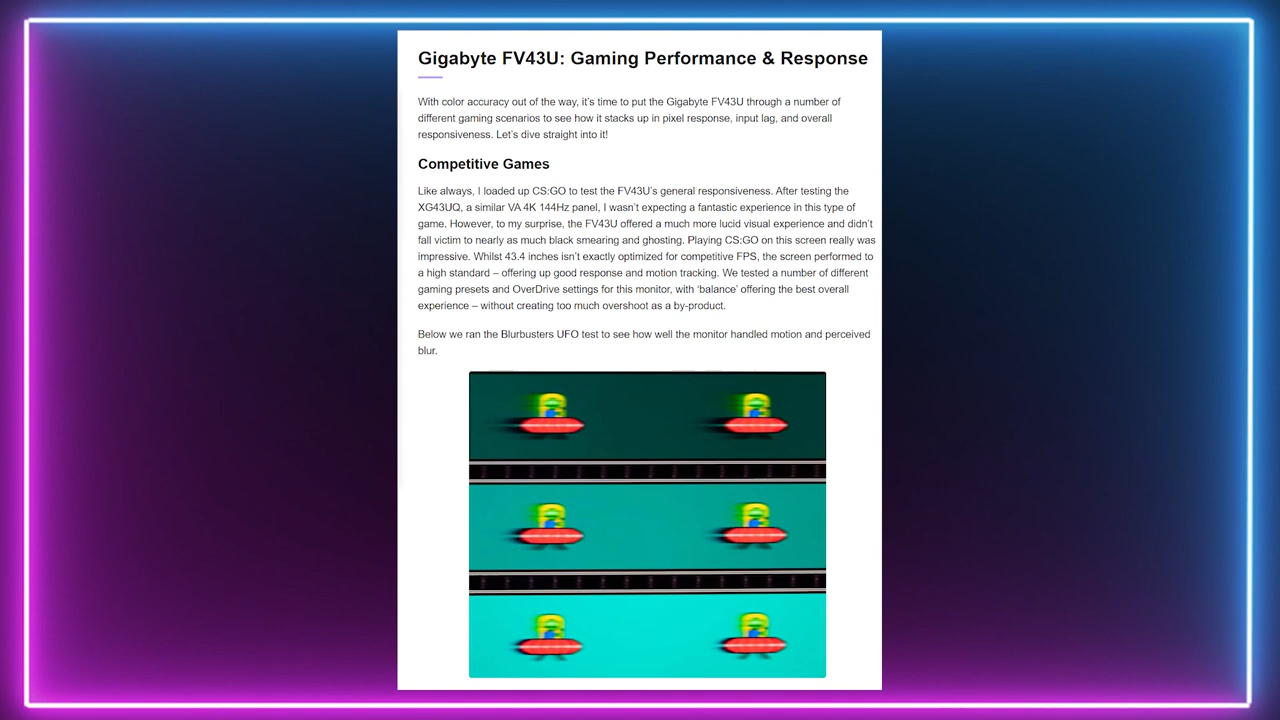 Gigabyte FV43U: Gaming Performance & Response
With color accuracy out of the way, it’s time to put the Gigabyte FV43U through a number of
different gaming scenarios to see how it stacks up in pixel response, input lag, and overall
responsiveness. Let’s dive straight into it!
Competitive Games
Like always, I loaded up CS:GO to test the FV43U’s general responsiveness. After testing the
XG43UQ, a similar VA 4K 144Hz panel, I wasn’t expecting a fantastic experience in this type of
game. However, to my surprise, the FV43U offered a much more lucid visual experience and didn’t
fall victim to nearly as much black smearing and ghosting. Playing CS:GO on this screen really was
impressive. Whilst 43.4 inches isn’t exactly optimized for competitive FPS, the screen performed to
a high standard – offering up good response and motion tracking. We tested a number of different
gaming presets and OverDrive settings for this monitor, with ‘balance’ offering the best overall
experience – without creating too much overshoot as a by-product.
Below we ran the Blurbusters UFO test to see how well the monitor handled motion and perceived
blur.